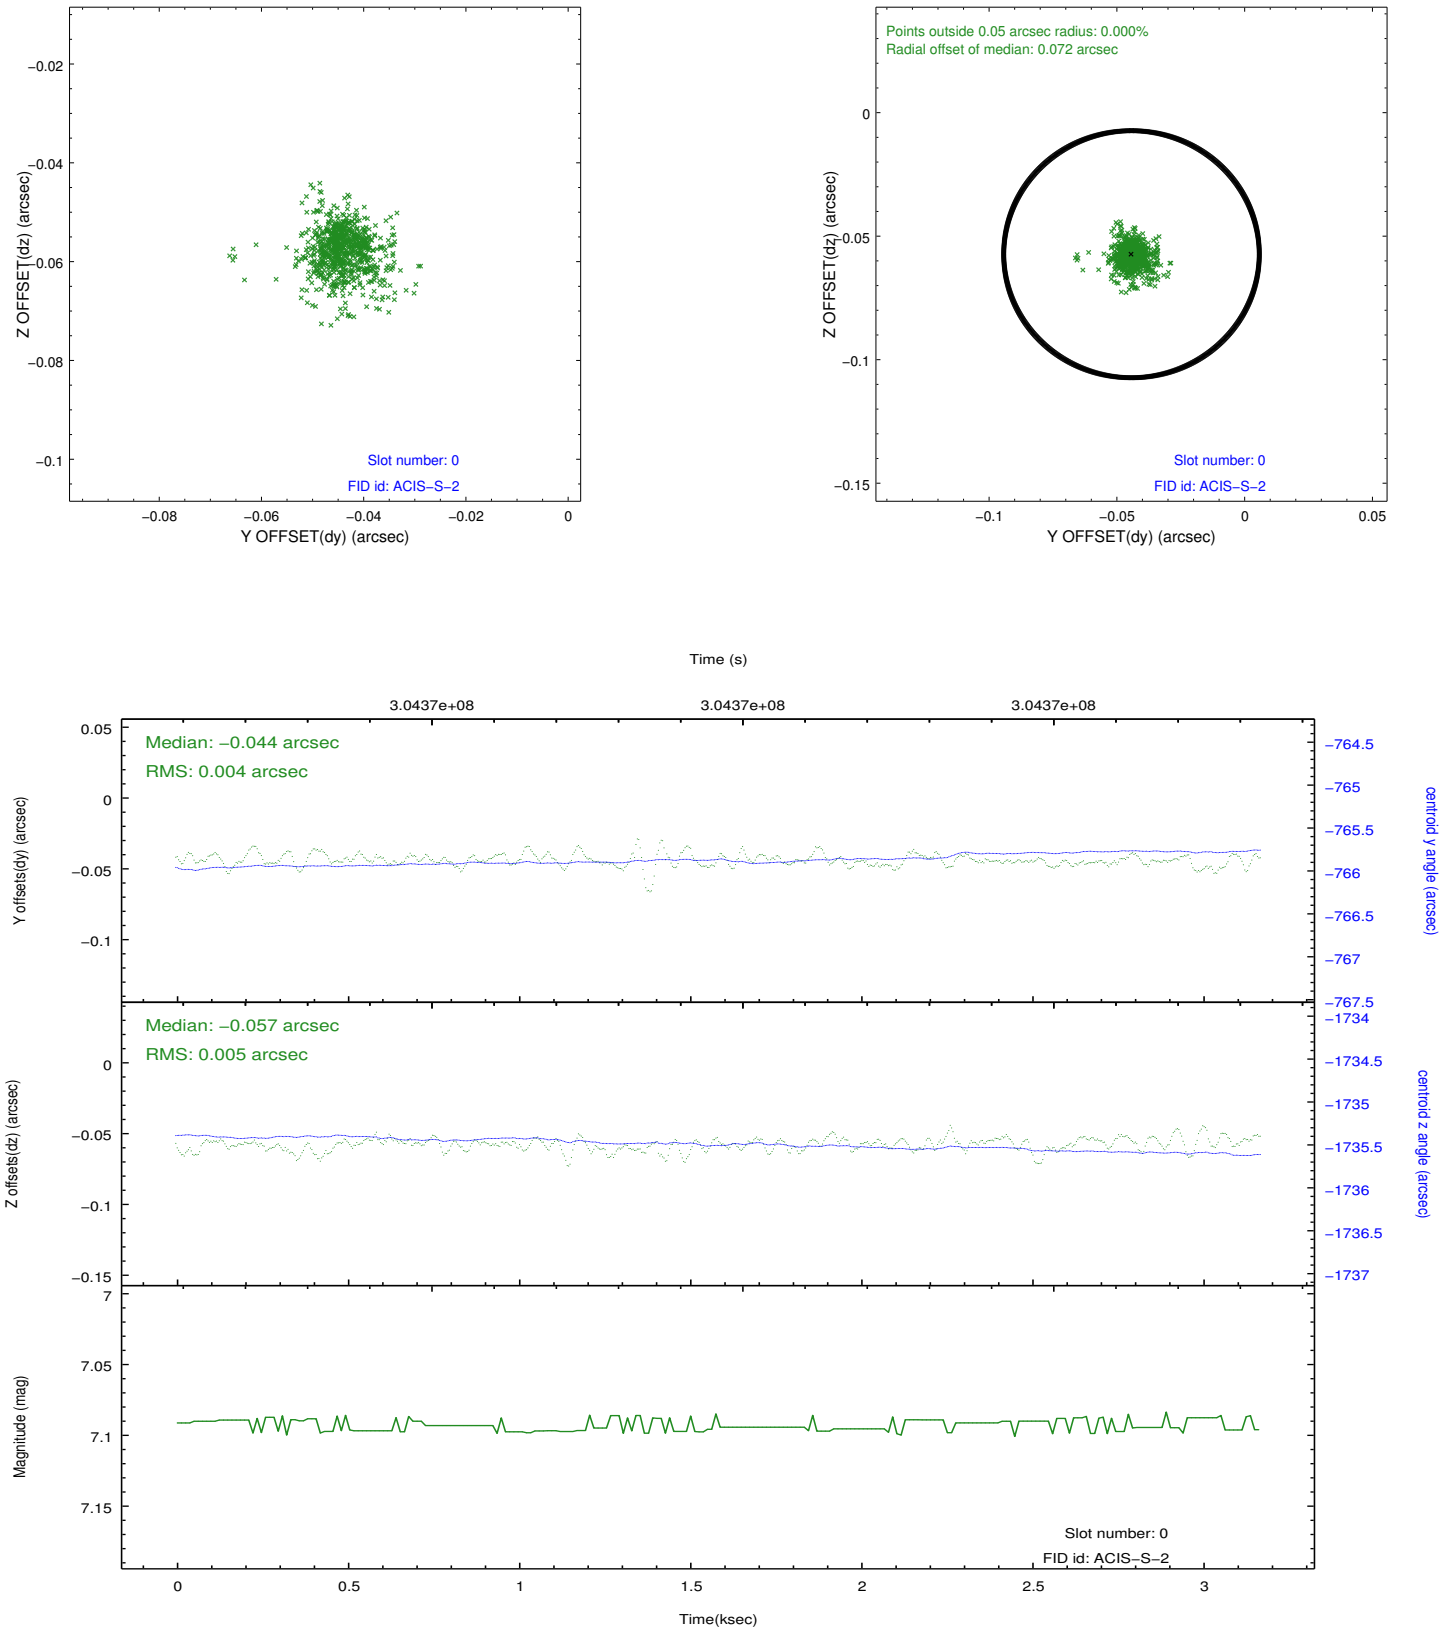 −0.02
−0.04
−0.06
−0.08
−0.1
Z OFFSET(dz) (arcsec)
Slot number: 0
FID id: ACIS−S−2
−0.08
−0.06
−0.04
−0.02
0
Y OFFSET(dy) (arcsec)
Points outside 0.05 arcsec radius: 0.000%
Radial offset of median: 0.072 arcsec
0
−0.05
−0.1
−0.15
Z OFFSET(dz) (arcsec)
Slot number: 0
FID id: ACIS−S−2
−0.1
−0.05
0
0.05
Y OFFSET(dy) (arcsec)
Time (s)
3.0437e+08
3.0437e+08
3.0437e+08
Median: −0.044 arcsec
RMS: 0.004 arcsec
0.05
0
−0.05
−0.1
Y offsets(dy) (arcsec)
−764.5
−765
−765.5
−766
−766.5
−767
−767.5
centroid y angle (arcsec)
Median: −0.057 arcsec
RMS: 0.005 arcsec
0
−0.05
−0.1
−0.15
Z offsets(dz) (arcsec)
−1734
−1734.5
−1735
−1735.5
−1736
−1736.5
−1737
centroid z angle (arcsec)
7
7.05
7.1
7.15
Magnitude (mag)
Slot number: 0
FID id: ACIS−S−2
0
0.5
1
1.5
2
2.5
3
Time(ksec)